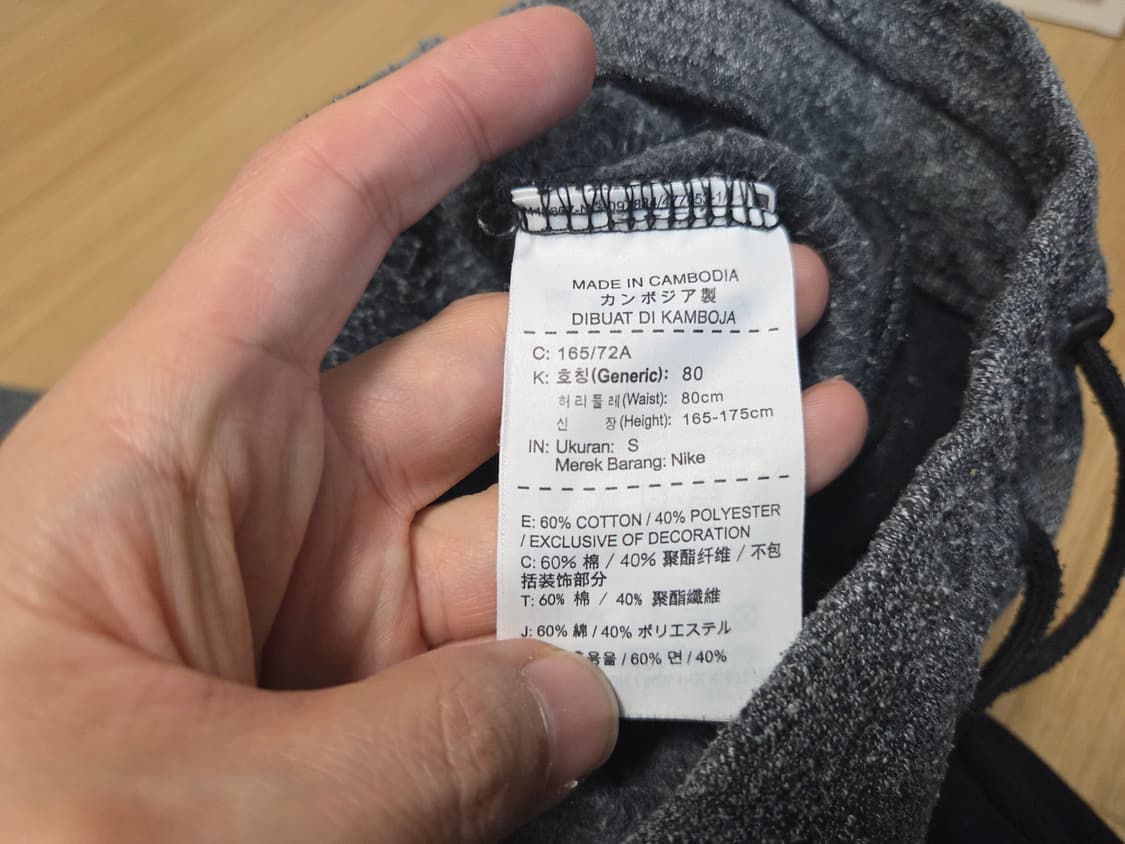 MADE IN CAMBODIA
カンボジア製
DIBUAT DI KAMBOJA
C: 165/72A
K: 호칭(Generic): 80
허리둘레(Waist): 80cm
신 장(Height): 165-175cm
IN: Ukuran: S
Merek Barang: Nike
E: 60% COTTON / 40% POLYESTER
/ EXCLUSIVE OF DECORATION
C: 60% 棉 / 40% 聚酯纤维 / 不包
括装饰部分
T: 60% 棉 / 40% 聚酯纖維
J: 60% 綿 / 40% ポリエステル
/ 60% 면 / 40%